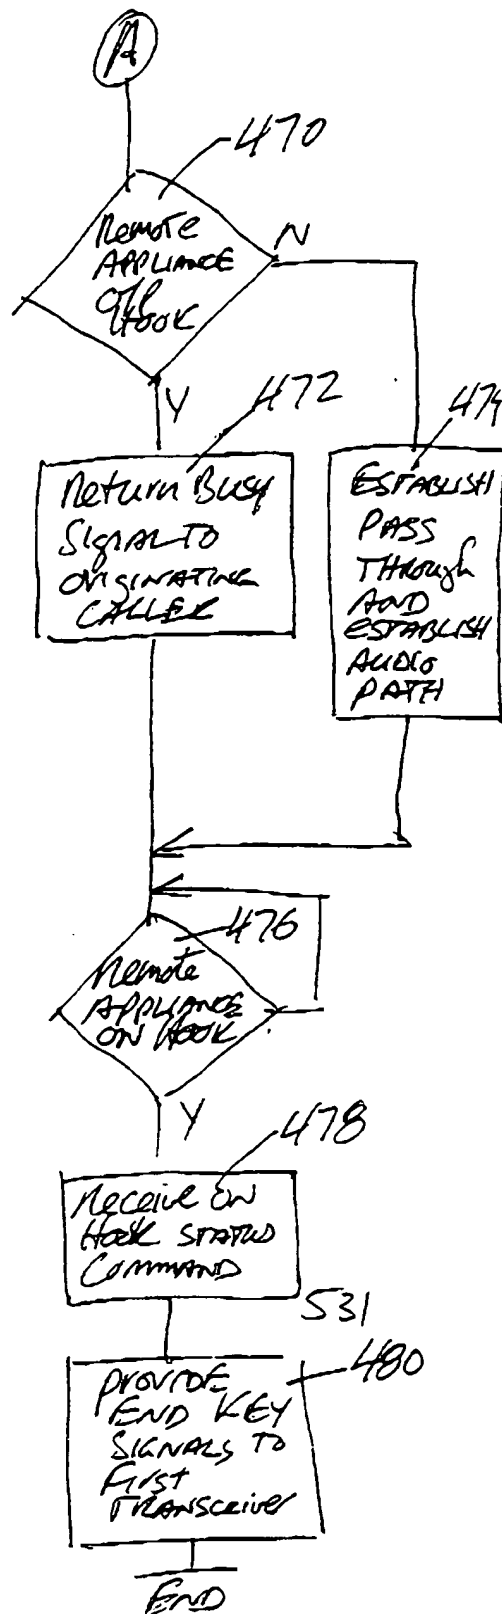 A
470
Remote
APPLIANCE
OFF
HOOK
N
Y
472
Return Busy
Signal TO
originating
CALLER
474
ESTABLISH
PASS
THrough
AND
ESTABLISH
AUDIO
PATH
476
Remote
APPLIANCE
ON HOOK
Y
478
Receive ON
Hook STATUS
COMMAND
531
480
PROVIDE
END KEY
SIGNALS TO
First
TRANSceiver
END